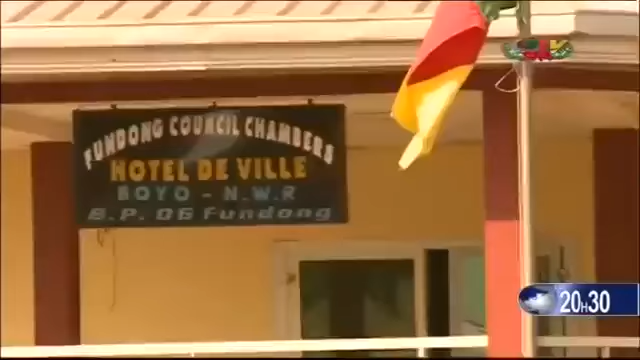 FUNDONG COUNCIL CHAMBERS
HOTEL DE VILLE
BOYO - N.W.R
B.P. 06 Fundong
20H30